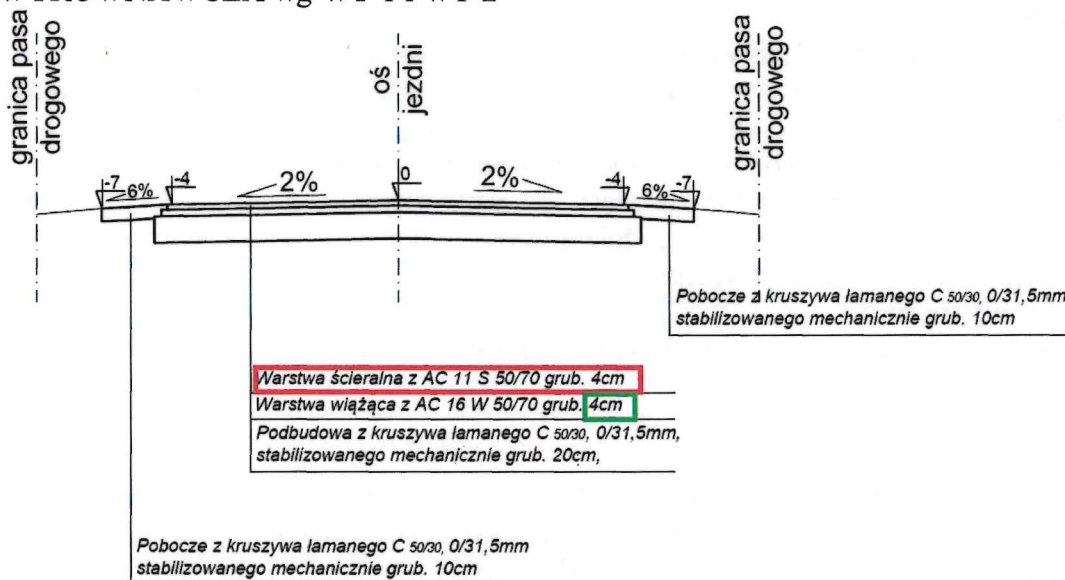 granica pasa
drogowego
oś
jezdni
granica pasa
drogowego
-7
6%
-4
2%
0
2%
-4
6%
-7
Pobocze z kruszywa łamanego C 50/30, 0/31,5mm
stabilizowanego mechanicznie grub. 10cm
Warstwa ścieralna z AC 11 S 50/70 grub. 4cm
Warstwa wiążąca z AC 16 W 50/70 grub. 4cm
Podbudowa z kruszywa łamanego C 50/30, 0/31,5mm,
stabilizowanego mechanicznie grub. 20cm,
Pobocze z kruszywa łamanego C 50/30, 0/31,5mm
stabilizowanego mechanicznie grub. 10cm